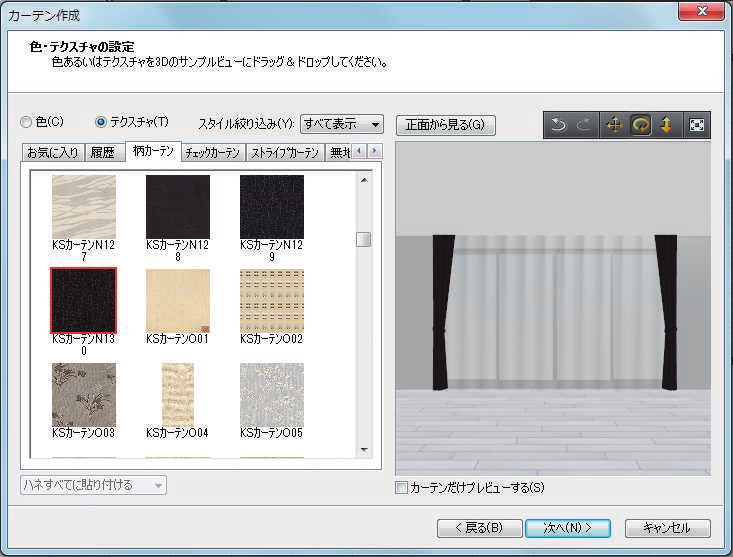 カーテン作成
色・テクスチャの設定
色あるいはテクスチャを3Dのサンプルビューにドラッグ＆ドロップしてください。
色(C) テクスチャ(T) スタイル絞り込み(Y): すべて表示 正面から見る(G)
お気に入り 履歴 柄カーテン チェックカーテン ストライプカーテン 無地
KSカーテンN12 KSカーテンN12 KSカーテンN12
7 8 9
KSカーテンN13 KSカーテンO01 KSカーテンO02
0
KSカーテンO03 KSカーテンO04 KSカーテンO05
ハネすべてに貼り付ける
カーテンだけプレビューする(S)
< 戻る(B) 次へ(N) > キャンセル